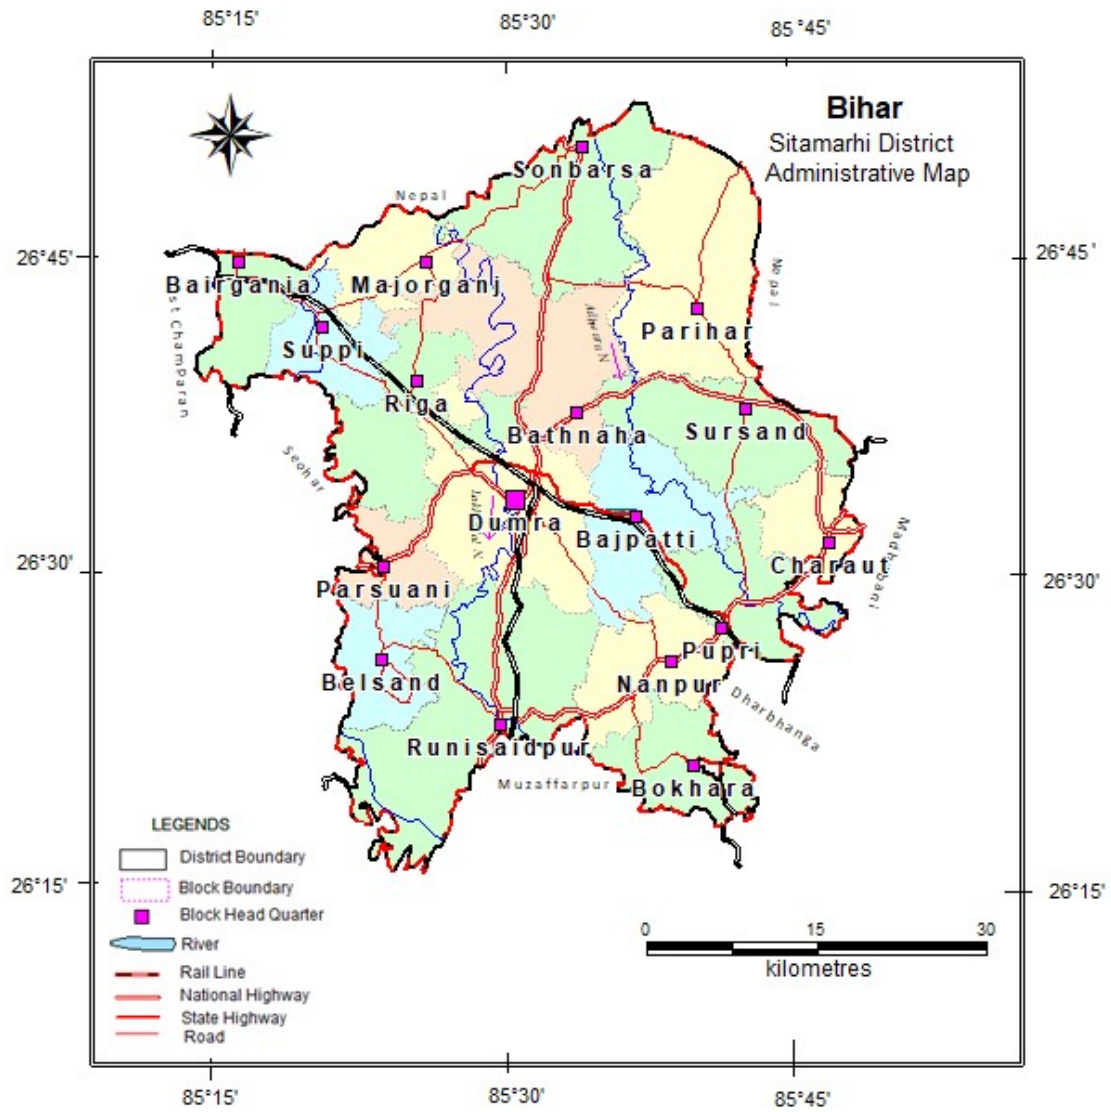 85°15'
85°30'
85°45'
Bihar
Sitamarhi District
Administrative Map
Sonbarsa
Nepal
26°45'
26°45'
Bairgania
Majorganj
Nepal
st Champaran
Parihar
Suppi
Riga
Bathnaha
Sursand
Seohar
Dumra
Bajpatti
Charaut
Madhubani
26°30'
26°30'
Parsuani
Pupri
Belsand
Nanpur
Dharbhanga
Runisaidpur
Muzaffarpur
Bokhara
LEGENDS
District Boundary
Block Boundary
Block Head Quarter
River
Rail Line
National Highway
State Highway
Road
26°15'
26°15'
0 15 30
kilometres
85°15'
85°30'
85°45'